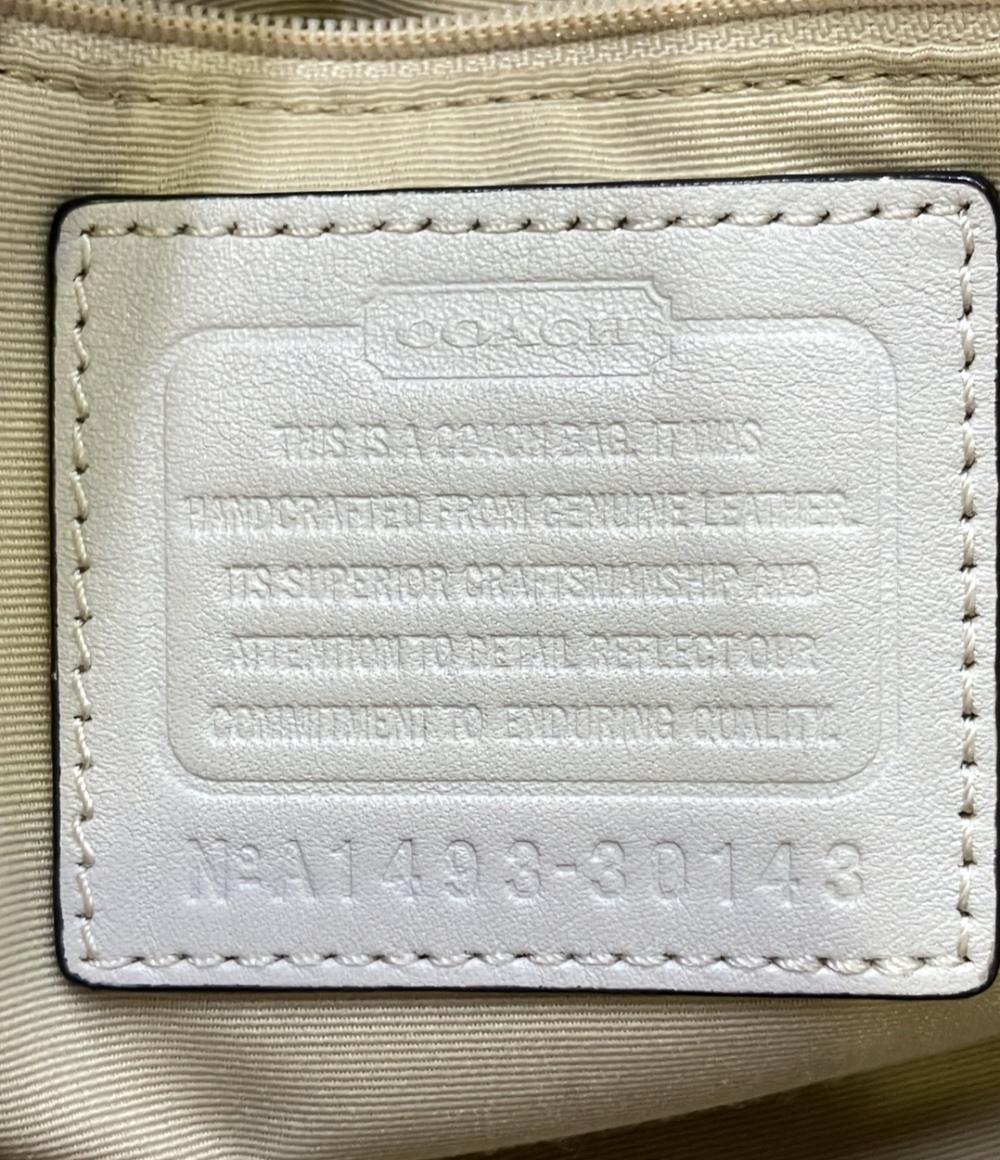 COACH
THIS IS A COACH BAG. IT WAS
HANDCRAFTED FROM GENUINE LEATHER.
ITS SUPERIOR CRAFTSMANSHIP AND
ATTENTION TO DETAIL REFLECT OUR
COMMITMENT TO ENDURING QUALITY.
Nº A1493-30143